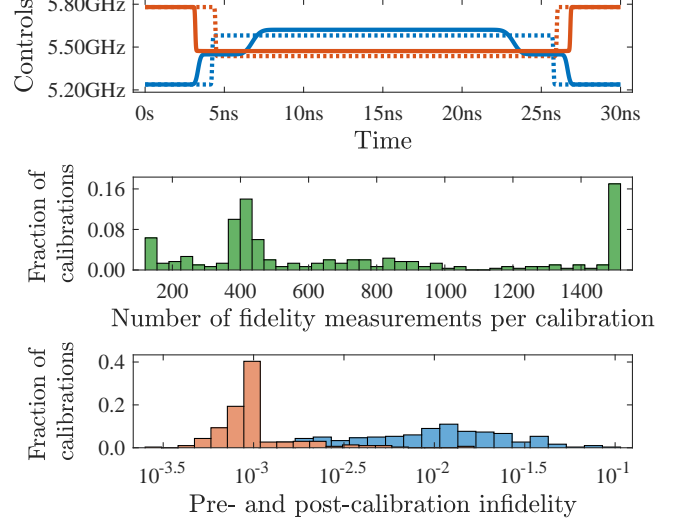 Controls
5.80GHz
5.50GHz
5.20GHz
0s 5ns 10ns 15ns 20ns 25ns 30ns
Time
Fraction of
calibrations
0.16
0.08
0.00
200 400 600 800 1000 1200 1400
Number of fidelity measurements per calibration
Fraction of
calibrations
0.4
0.2
0.0
10^-3.5 10^-3 10^-2.5 10^-2 10^-1.5 10^-1
Pre- and post-calibration infidelity